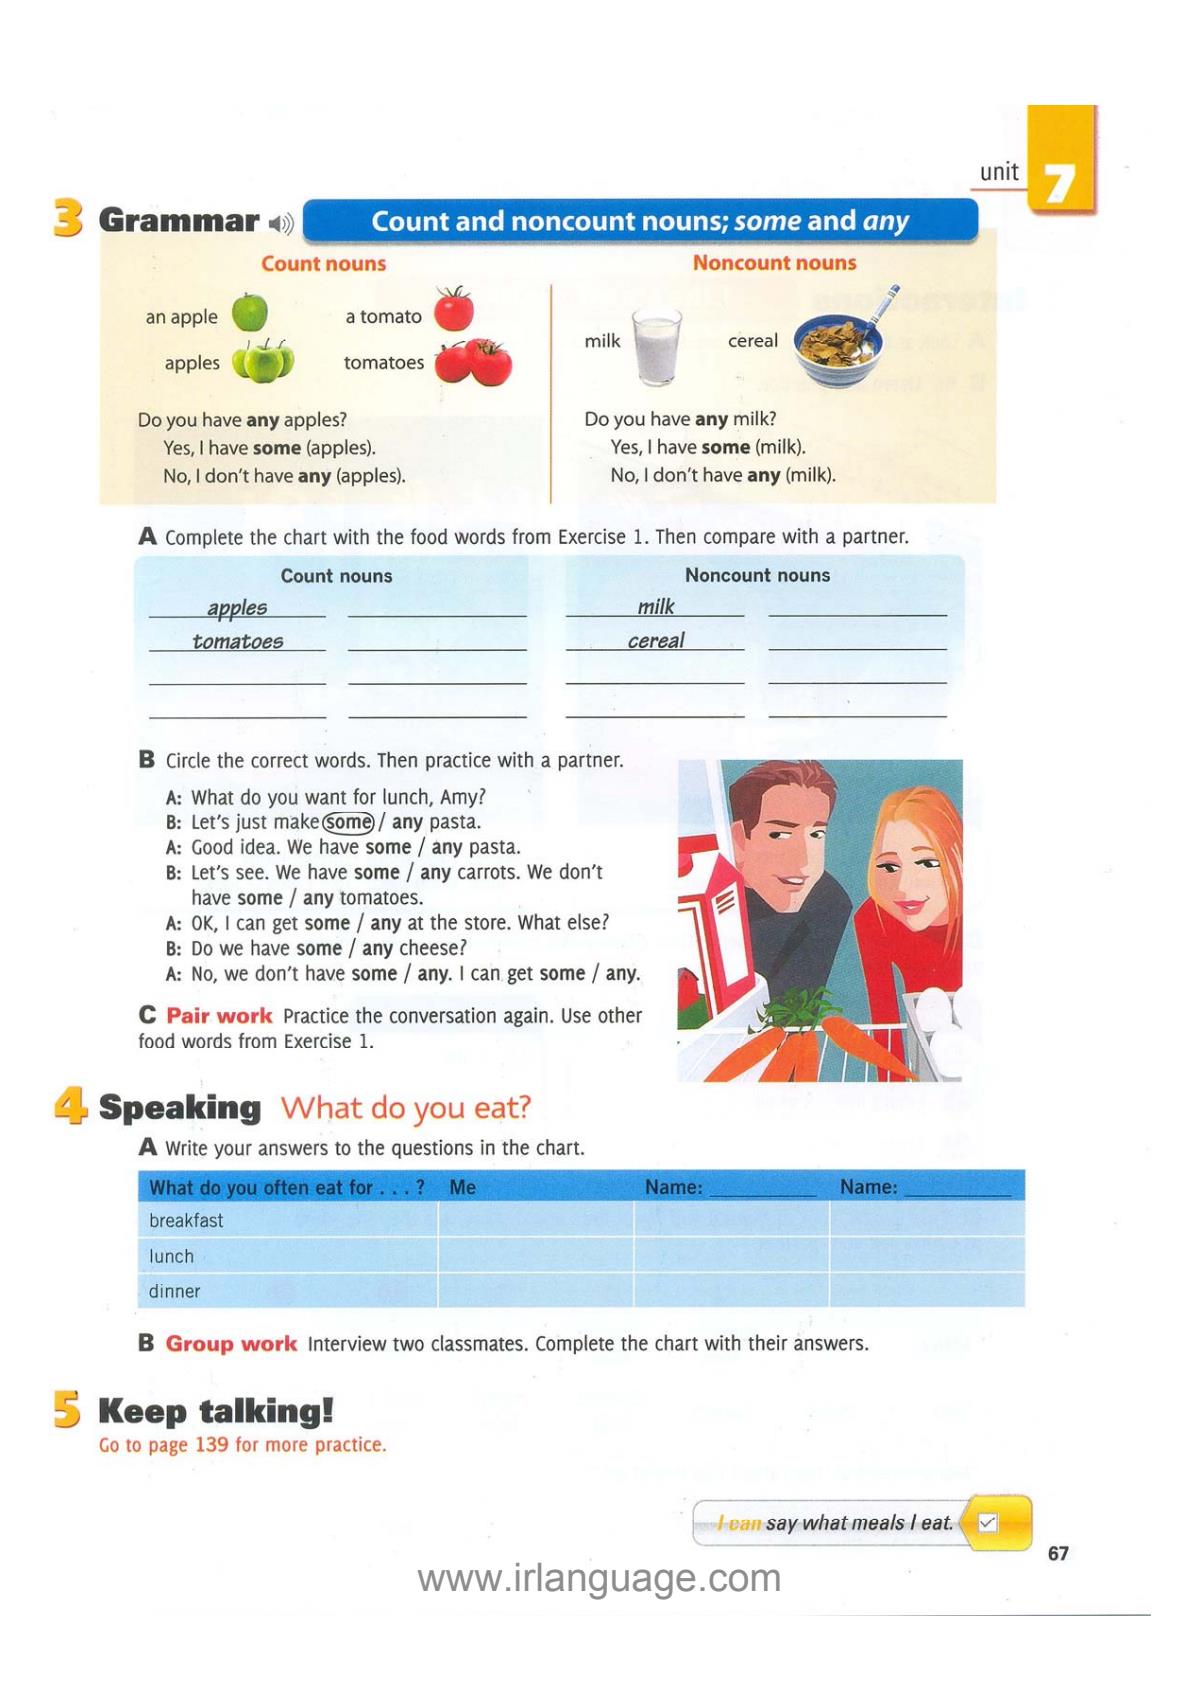 unit 7
3 Grammar Count and noncount nouns; some and any
Count nouns
an apple
a tomato
apples
tomatoes
Do you have any apples?
Yes, I have some (apples).
No, I don't have any (apples).
Noncount nouns
milk
cereal
Do you have any milk?
Yes, I have some (milk).
No, I don't have any (milk).
A Complete the chart with the food words from Exercise 1. Then compare with a partner.
Count nouns
Noncount nouns
apples
milk
tomatoes
cereal
B Circle the correct words. Then practice with a partner.
A: What do you want for lunch, Amy?
B: Let's just make some / any pasta.
A: Good idea. We have some / any pasta.
B: Let's see. We have some / any carrots. We don't
have some / any tomatoes.
A: OK, I can get some / any at the store. What else?
B: Do we have some / any cheese?
A: No, we don't have some / any. I can get some / any.
C Pair work Practice the conversation again. Use other
food words from Exercise 1.
4 Speaking What do you eat?
A Write your answers to the questions in the chart.
What do you often eat for . . . ? Me Name: Name:
breakfast
lunch
dinner
B Group work Interview two classmates. Complete the chart with their answers.
5 Keep talking!
Go to page 139 for more practice.
I can say what meals I eat.
67
www.irlanguage.com